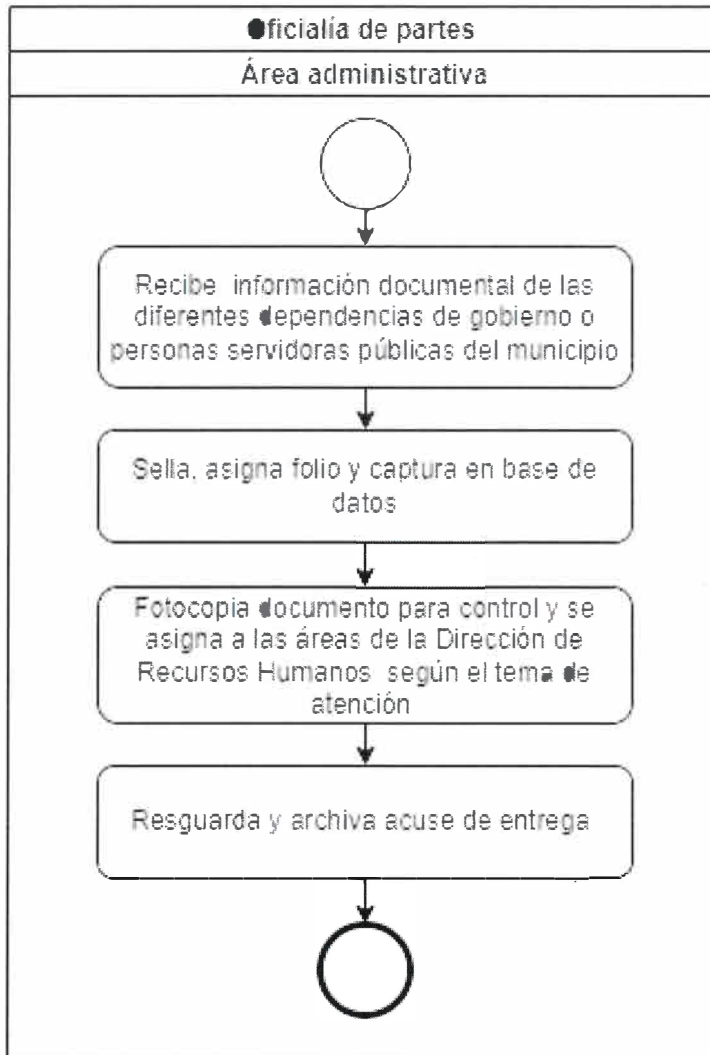 Oficialía de partes
Área administrativa
Recibe información documental de las
diferentes dependencias de gobierno o
personas servidoras públicas del municipio
Sella, asigna folio y captura en base de
datos
Fotocopia documento para control y se
asigna a las áreas de la Dirección de
Recursos Humanos según el tema de
atención
Resguarda y archiva acuse de entrega